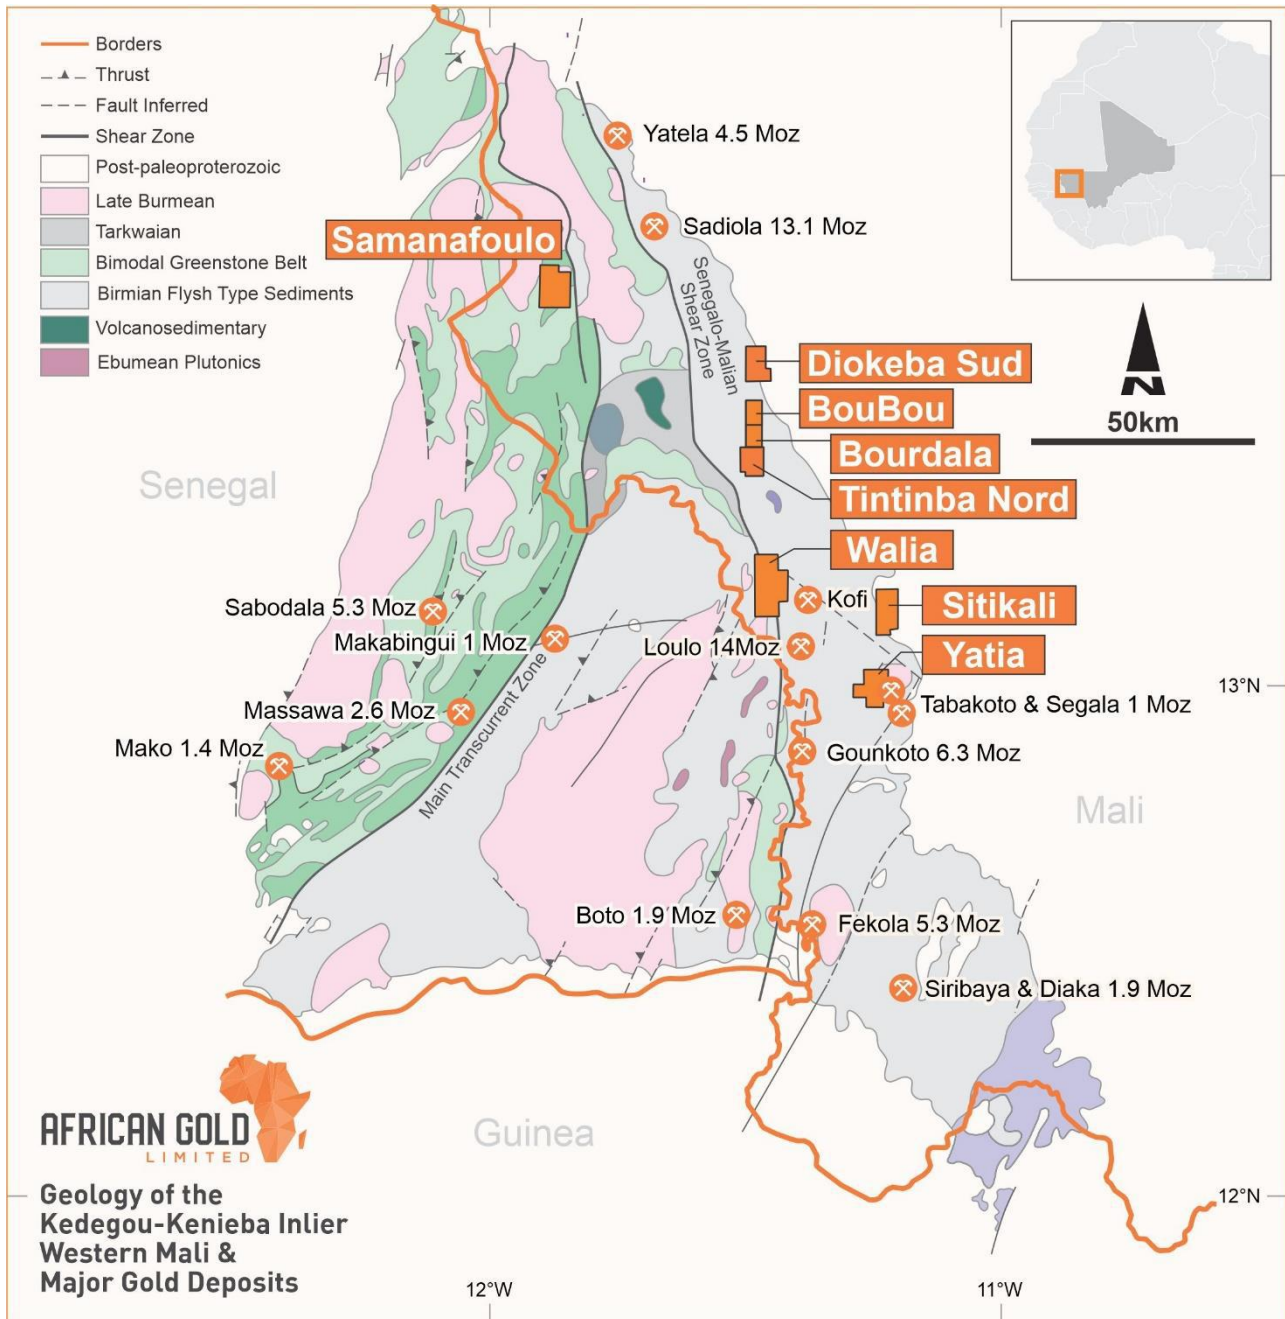 Borders
Thrust
Fault Inferred
Shear Zone
Post-paleoproterozoic
Late Burmean
Tarkwaian
Bimodal Greenstone Belt
Birmian Flysh Type Sediments
Volcanosedimentary
Ebumean Plutonics
Yatela 4.5 Moz
Sadiola 13.1 Moz
Samanafoulo
Senegalo-Malian
Shear Zone
Diokeba Sud
BouBou
Bourdala
Tintinba Nord
N
50km
Senegal
Walia
Kofi
Sitikali
Sabodala 5.3 Moz
Makabingui 1 Moz
Loulo 14Moz
Yatia
13°N
Massawa 2.6 Moz
Tabakoto & Segala 1 Moz
Mako 1.4 Moz
Main Transcurrent Zone
Gounkoto 6.3 Moz
Mali
Boto 1.9 Moz
Fekola 5.3 Moz
Siribaya & Diaka 1.9 Moz
Guinea
AFRICAN GOLD
LIMITED
Geology of the
Kedegou-Kenieba Inlier
Western Mali &
Major Gold Deposits
12°N
12°W
11°W